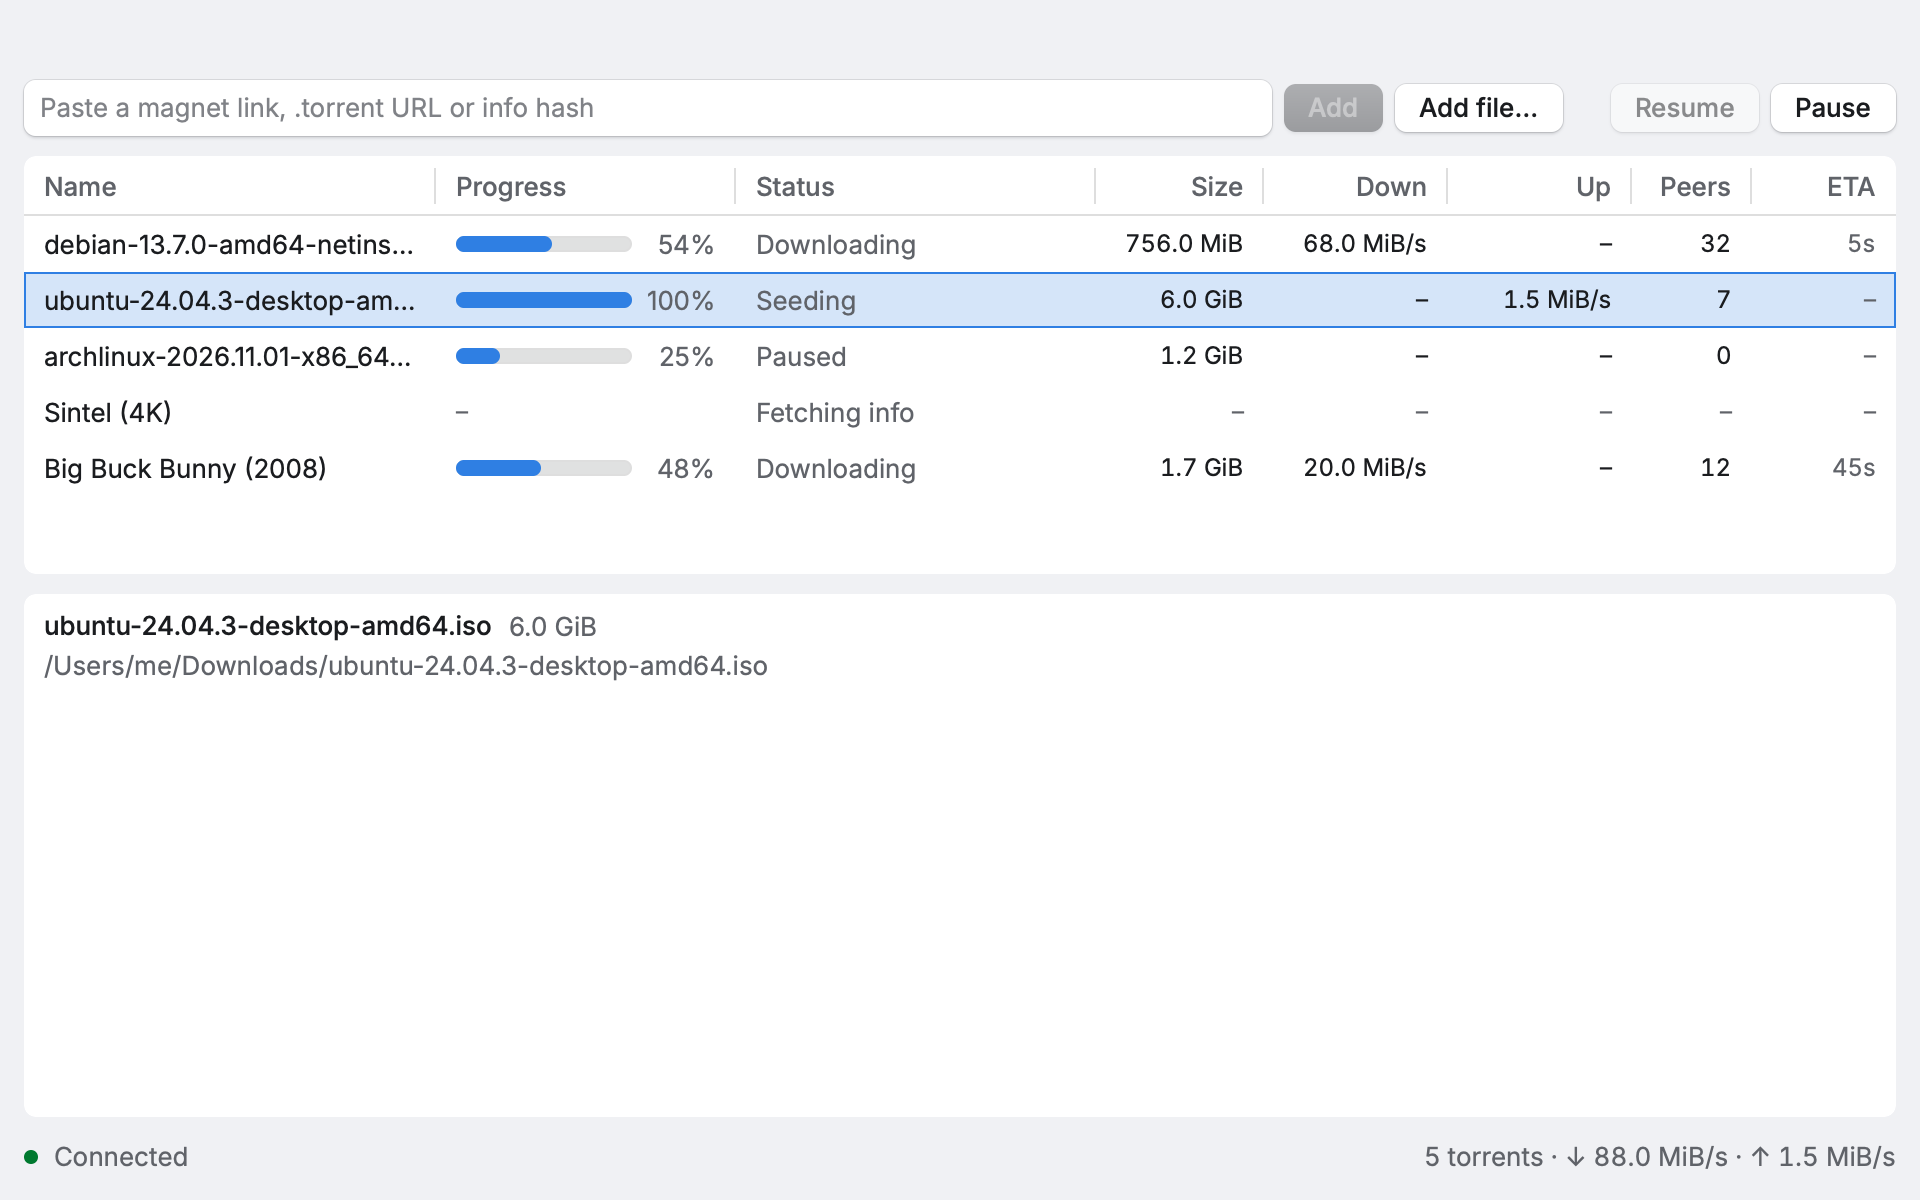 Paste a magnet link, .torrent URL or info hash Add Add file... Resume Pause
Name Progress Status Size Down Up Peers ETA
debian-13.7.0-amd64-netins... 54% Downloading 756.0 MiB 68.0 MiB/s – 32 5s
ubuntu-24.04.3-desktop-am... 100% Seeding 6.0 GiB – 1.5 MiB/s 7 –
archlinux-2026.11.01-x86_64... 25% Paused 1.2 GiB – – 0 –
Sintel (4K) – Fetching info – – – – –
Big Buck Bunny (2008) 48% Downloading 1.7 GiB 20.0 MiB/s – 12 45s
ubuntu-24.04.3-desktop-amd64.iso 6.0 GiB
/Users/me/Downloads/ubuntu-24.04.3-desktop-amd64.iso
Connected 5 torrents · ↓ 88.0 MiB/s · ↑ 1.5 MiB/s